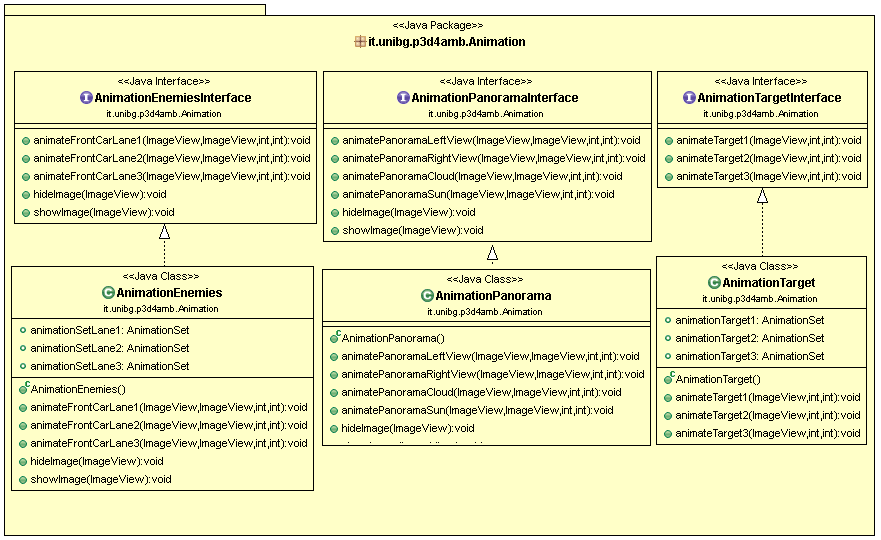 <<Java Package>>
it.unibg.p3d4amb.Animation
<<Java Interface>>
AnimationEnemiesInterface
it.unibg.p3d4amb.Animation
animateFrontCarLane1(ImageView,ImageView,int,int):void
animateFrontCarLane2(ImageView,ImageView,int,int):void
animateFrontCarLane3(ImageView,ImageView,int,int):void
hideImage(ImageView):void
showImage(ImageView):void
<<Java Interface>>
AnimationPanoramaInterface
it.unibg.p3d4amb.Animation
animatePanoramaLeftView(ImageView,ImageView,int,int):void
animatePanoramaRightView(ImageView,ImageView,int,int):void
animatePanoramaCloud(ImageView,ImageView,int,int):void
animatePanoramaSun(ImageView,ImageView,int,int):void
hideImage(ImageView):void
showImage(ImageView):void
<<Java Interface>>
AnimationTargetInterface
it.unibg.p3d4amb.Animation
animateTarget1(ImageView,int,int):void
animateTarget2(ImageView,int,int):void
animateTarget3(ImageView,int,int):void
<<Java Class>>
AnimationEnemies
it.unibg.p3d4amb.Animation
animationSetLane1: AnimationSet
animationSetLane2: AnimationSet
animationSetLane3: AnimationSet
AnimationEnemies()
animateFrontCarLane1(ImageView,ImageView,int,int):void
animateFrontCarLane2(ImageView,ImageView,int,int):void
animateFrontCarLane3(ImageView,ImageView,int,int):void
hideImage(ImageView):void
showImage(ImageView):void
<<Java Class>>
AnimationPanorama
it.unibg.p3d4amb.Animation
AnimationPanorama()
animatePanoramaLeftView(ImageView,ImageView,int,int):void
animatePanoramaRightView(ImageView,ImageView,int,int):void
animatePanoramaCloud(ImageView,ImageView,int,int):void
animatePanoramaSun(ImageView,ImageView,int,int):void
hideImage(ImageView):void
<<Java Class>>
AnimationTarget
it.unibg.p3d4amb.Animation
animationTarget1: AnimationSet
animationTarget2: AnimationSet
animationTarget3: AnimationSet
AnimationTarget()
animateTarget1(ImageView,int,int):void
animateTarget2(ImageView,int,int):void
animateTarget3(ImageView,int,int):void